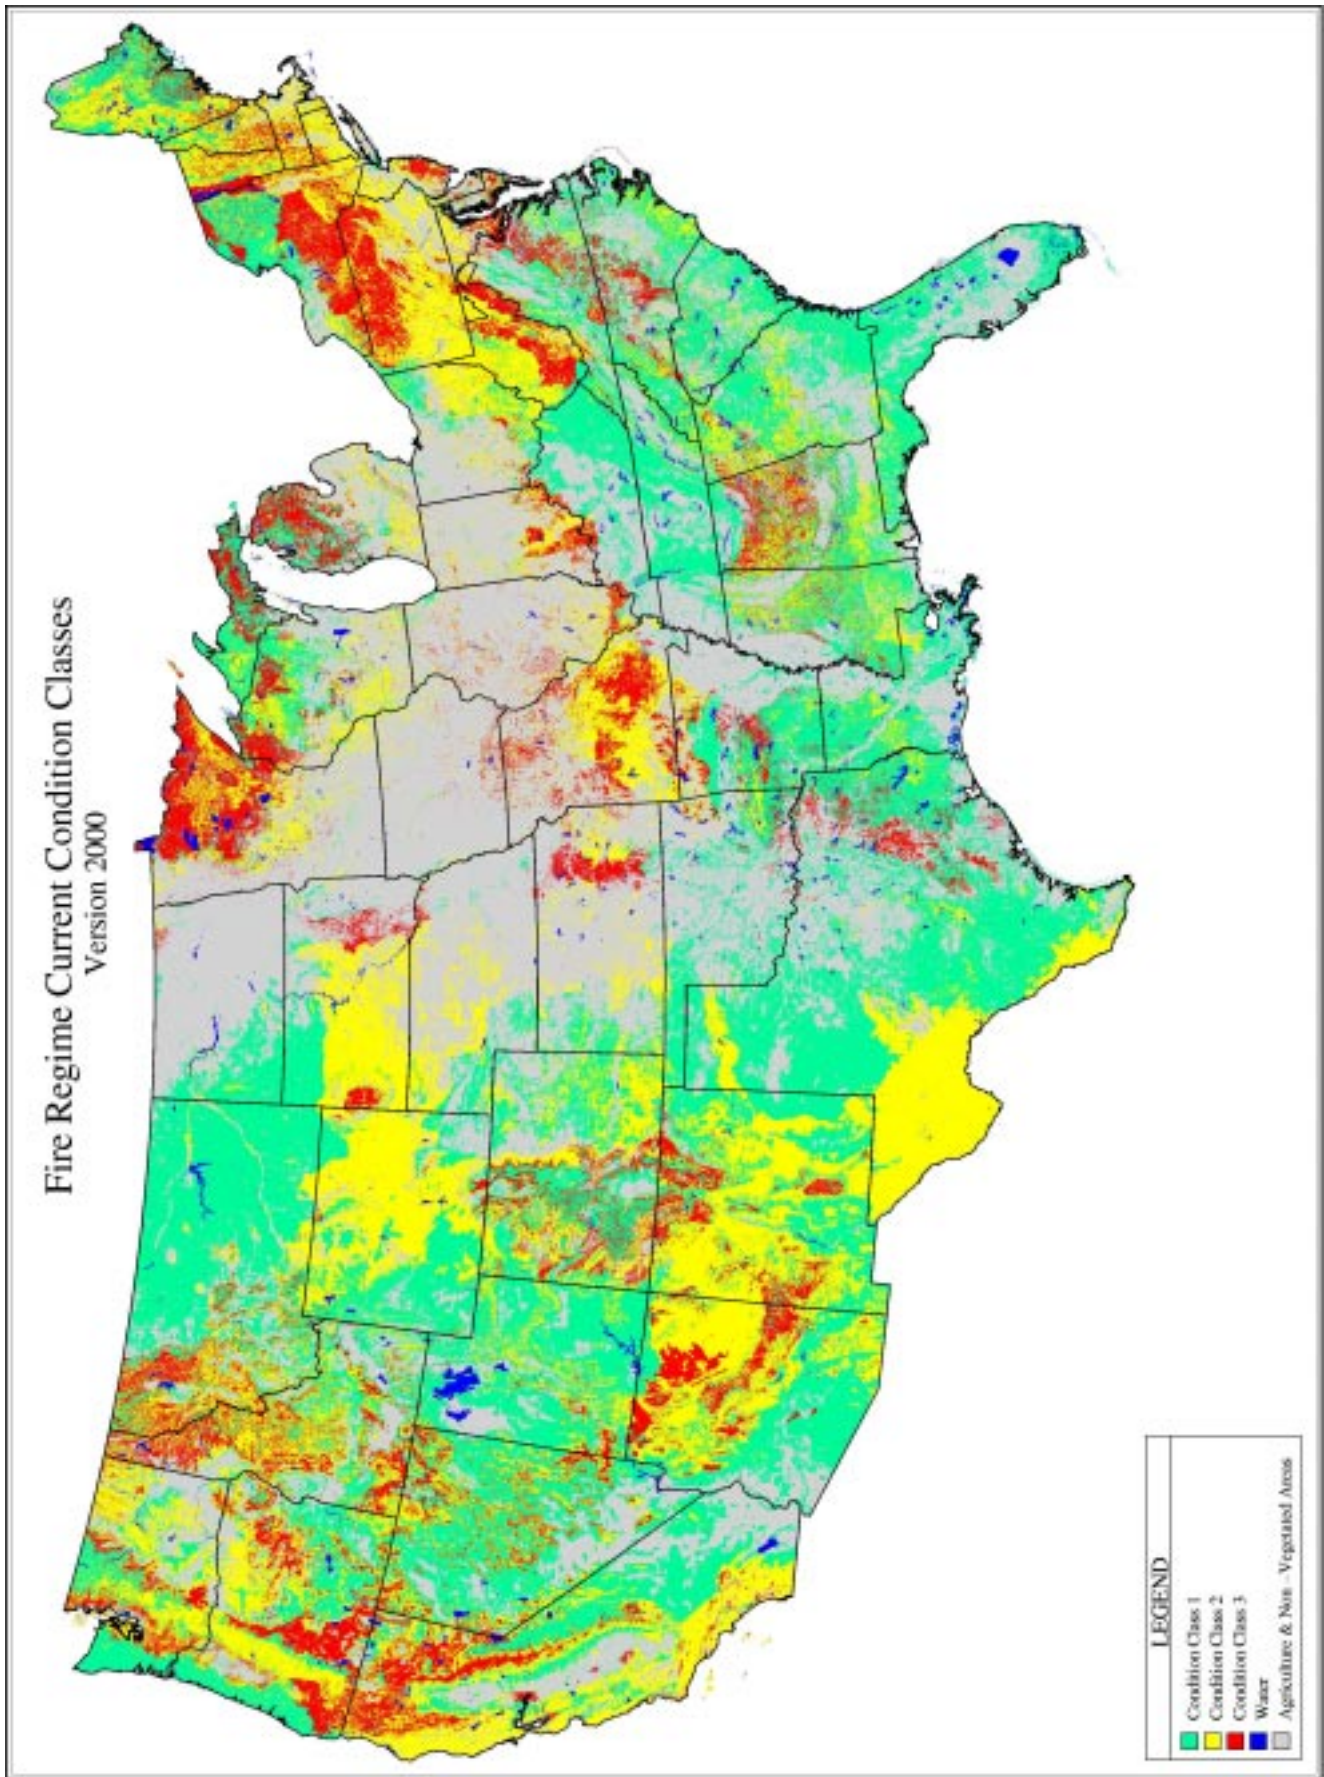 Fire Regime Current Condition Classes
Version 2000
LEGEND
Condition Class 1
Condition Class 2
Condition Class 3
Water
Agriculture & Non - Vegetated Areas